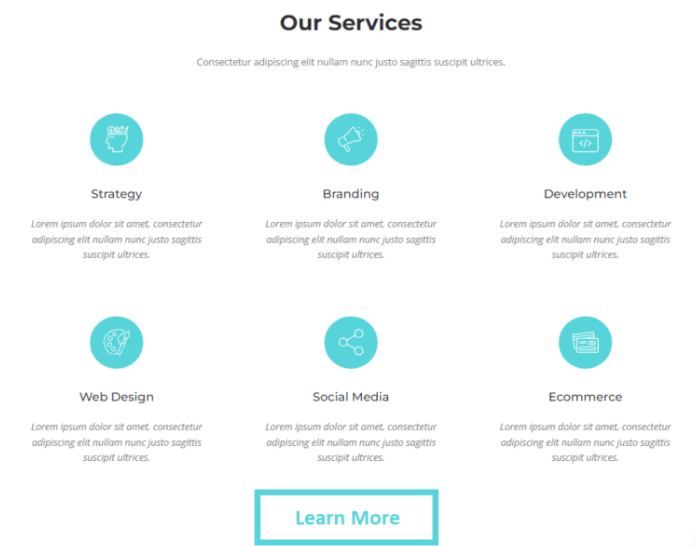 Our Services
Consectetur adipiscing elit nullam nunc justo sagittis suscipit ultrices.
Strategy
Lorem ipsum dolor sit amet, consectetur
adipiscing elit nullam nunc justo sagittis
suscipit ultrices.
Branding
Lorem ipsum dolor sit amet, consectetur
adipiscing elit nullam nunc justo sagittis
suscipit ultrices.
Development
Lorem ipsum dolor sit amet, consectetur
adipiscing elit nullam nunc justo sagittis
suscipit ultrices.
Web Design
Lorem ipsum dolor sit amet, consectetur
adipiscing elit nullam nunc justo sagittis
suscipit ultrices.
Social Media
Lorem ipsum dolor sit amet, consectetur
adipiscing elit nullam nunc justo sagittis
suscipit ultrices.
Ecommerce
Lorem ipsum dolor sit amet, consectetur
adipiscing elit nullam nunc justo sagittis
suscipit ultrices.
Learn More